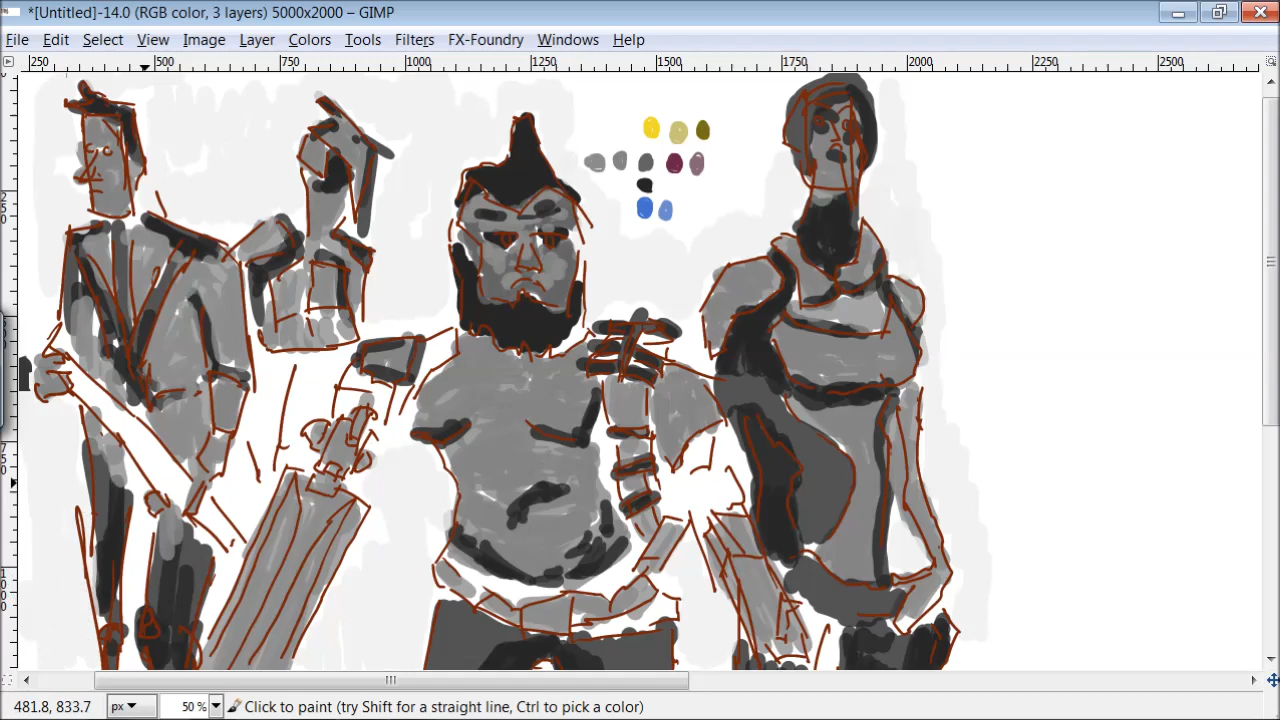 *[Untitled]-14.0 (RGB color, 3 layers) 5000x2000 – GIMP
File Edit Select View Image Layer Colors Tools Filters FX-Foundry Windows Help
250 500 750 1000 1250 1500 1750 2000 2250 2500
B
481.8, 833.7 px 50 % Click to paint (try Shift for a straight line, Ctrl to pick a color)